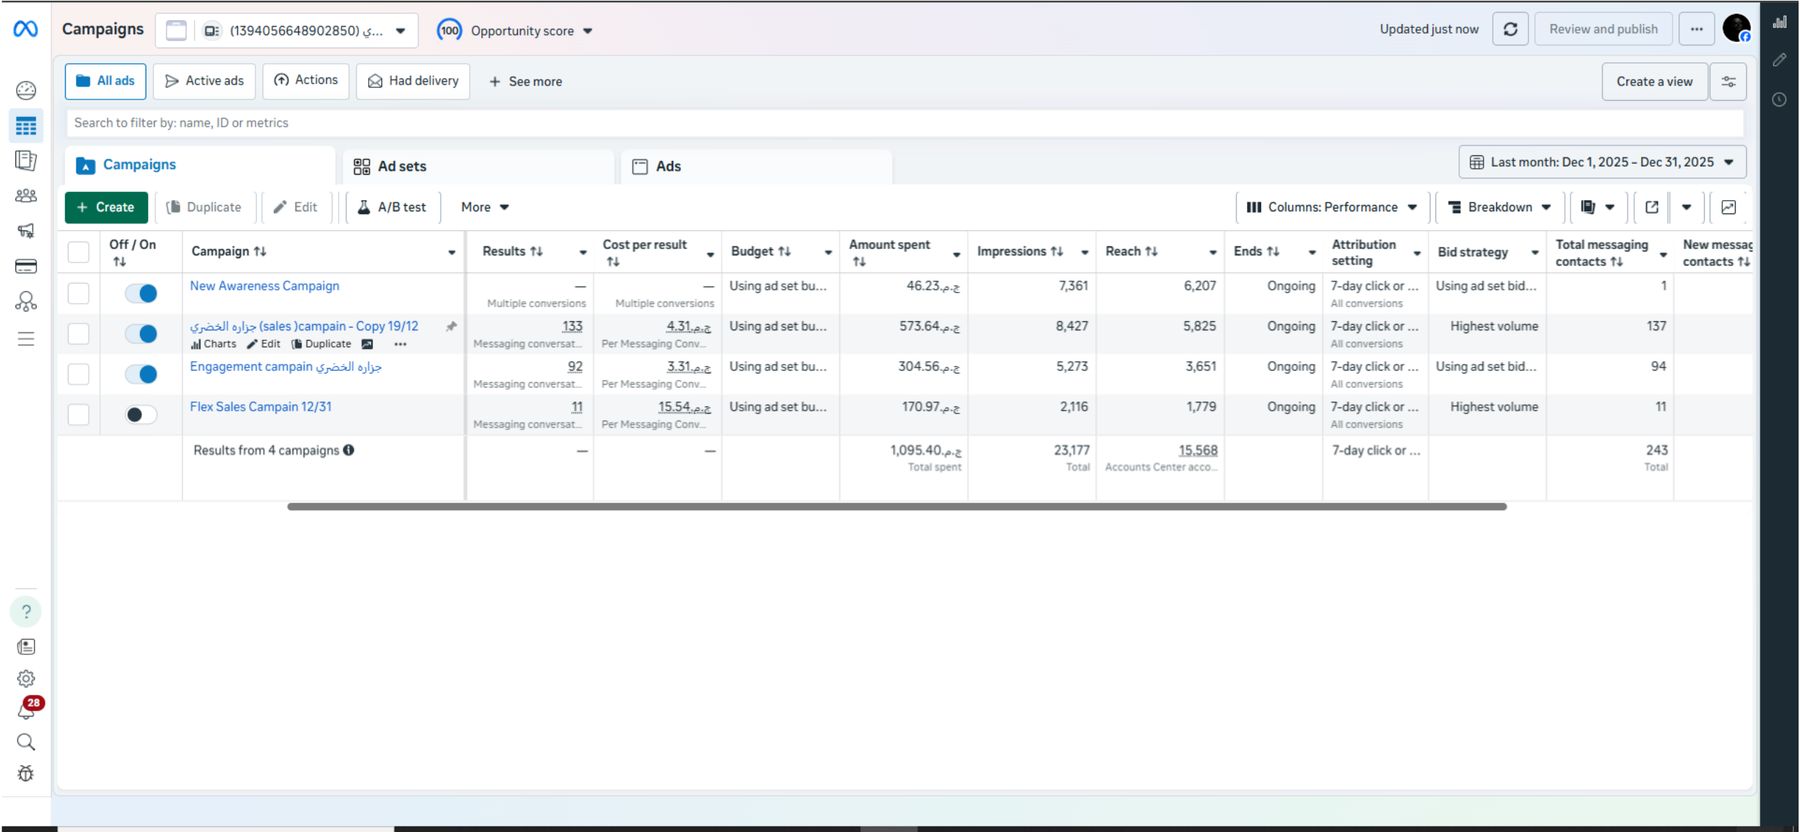 Campaigns
(1394056648902850) ي...
100 Opportunity score
Updated just now
Review and publish
All ads
Active ads
Actions
Had delivery
+ See more
Create a view
Search to filter by: name, ID or metrics
Campaigns
Ad sets
Ads
Last month: Dec 1, 2025 – Dec 31, 2025
+ Create
Duplicate
Edit
A/B test
More
Columns: Performance
Breakdown
Off / On
Campaign
Results
Cost per result
Budget
Amount spent
Impressions
Reach
Ends
Attribution setting
Bid strategy
Total messaging contacts
New messag
contacts
New Awareness Campaign
—
Multiple conversions
—
Multiple conversions
Using ad set bu...
ج.م.46.23
7,361
6,207
Ongoing
7-day click or ...
All conversions
Using ad set bid...
1
جزاره الخضري (sales )campain - Copy 19/12
Charts
Edit
Duplicate
...
133
Messaging conversat...
ج.م.4.31
Per Messaging Conv...
Using ad set bu...
ج.م.573.64
8,427
5,825
Ongoing
7-day click or ...
All conversions
Highest volume
137
Engagement campain جزاره الخضري
92
Messaging conversat...
ج.م.3.31
Per Messaging Conv...
Using ad set bu...
ج.م.304.56
5,273
3,651
Ongoing
7-day click or ...
All conversions
Using ad set bid...
94
Flex Sales Campain 12/31
11
Messaging conversat...
ج.م.15.54
Per Messaging Conv...
Using ad set bu...
ج.م.170.97
2,116
1,779
Ongoing
7-day click or ...
All conversions
Highest volume
11
Results from 4 campaigns
—
—
ج.م.1,095.40
Total spent
23,177
Total
15,568
Accounts Center acco...
7-day click or ...
243
Total
28